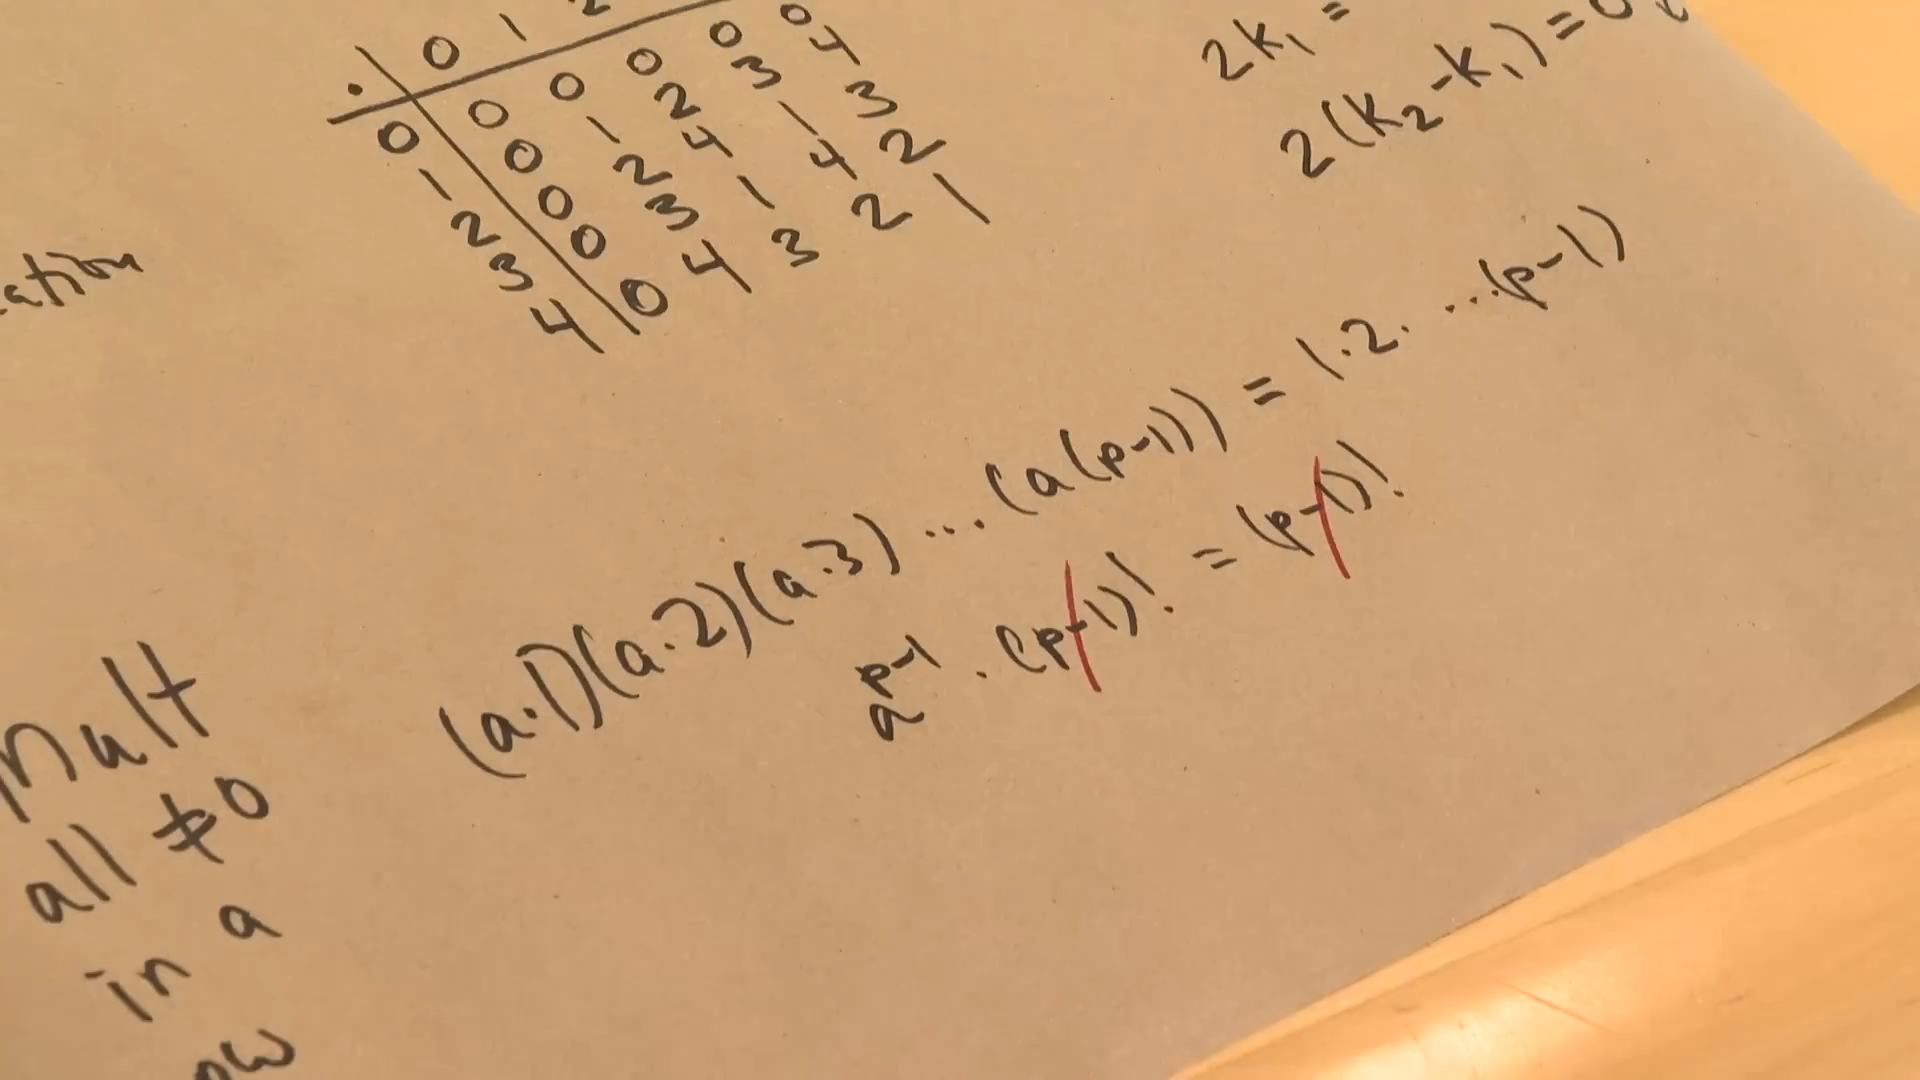 . 0 1 2
0 0 0 0 0 0
1 0 1 2 3 4
2 0 2 4 1 3
3 0 3 1 4 2
4 0 4 3 2 1
2k₁ =
2(k₂-k₁) = 0
ation
(a·1)(a·2)(a·3) ... (a(p-1)) = 1·2· ...(p-1)
a^{p-1} · (p-1)! = (p-1)!
mult
all ≠0
in a
ow